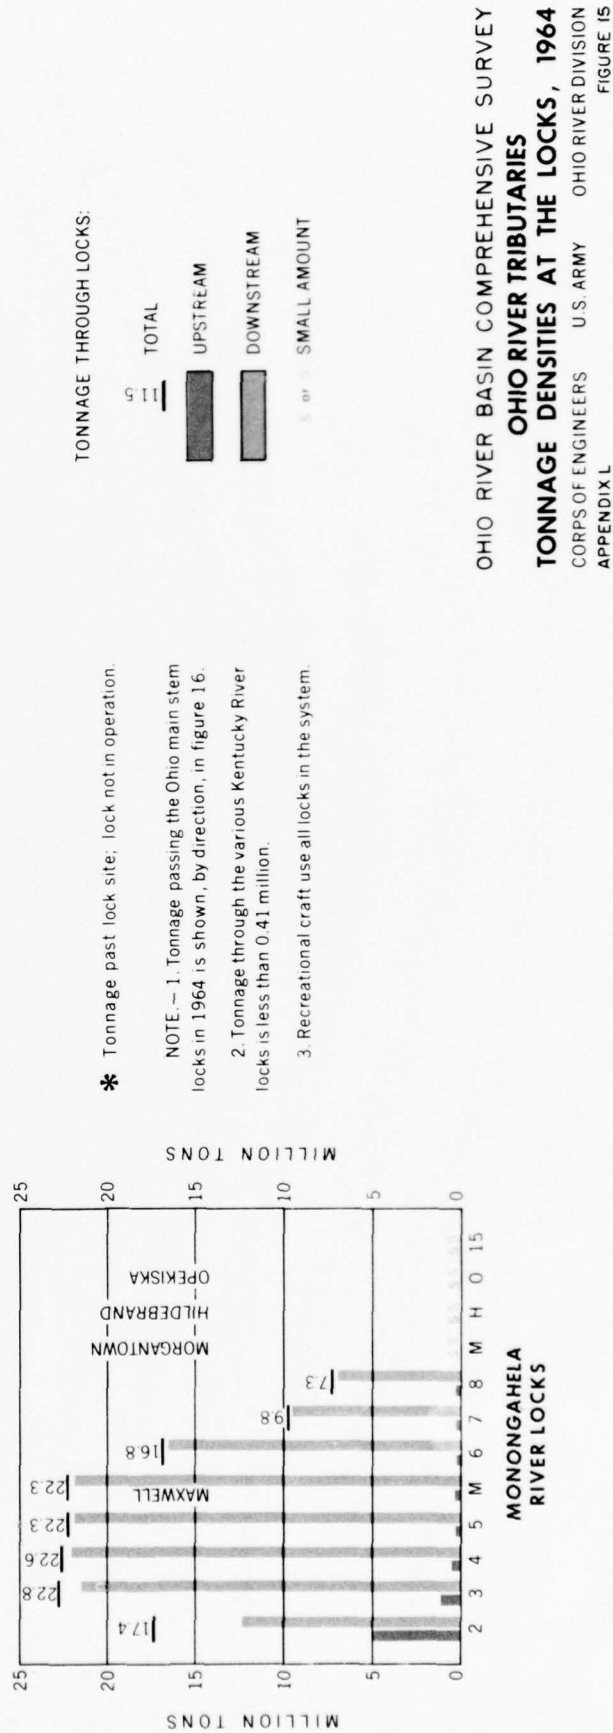 25
20
15
10
5
0
MILLION TONS
17.4
22.8
22.6
22.3
22.3
MAXWELL
16.8
9.8
7.3
MORGANTOWN
HILDEBRAND
OPEKISKA
2 3 4 5 M 6 7 8 M H O 15
25
20
15
10
5
0
MILLION TONS
MONONGAHELA
RIVER LOCKS
* Tonnage past lock site; lock not in operation.
NOTE.- 1. Tonnage passing the Ohio main stem
locks in 1964 is shown, by direction, in figure 16.
2. Tonnage through the various Kentucky River
locks is less than 0.41 million.
3. Recreational craft use all locks in the system.
TONNAGE THROUGH LOCKS:
11.5 TOTAL
UPSTREAM
DOWNSTREAM
S or S SMALL AMOUNT
OHIO RIVER BASIN COMPREHENSIVE SURVEY
OHIO RIVER TRIBUTARIES
TONNAGE DENSITIES AT THE LOCKS, 1964
CORPS OF ENGINEERS U.S. ARMY OHIO RIVER DIVISION
APPENDIX L FIGURE 15